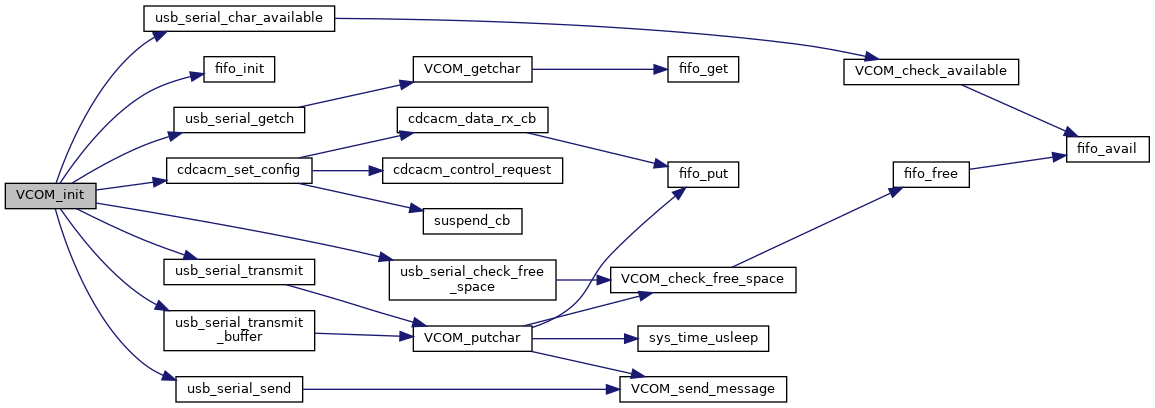 usb_serial_char_available
fifo_init
VCOM_getchar
fifo_get
VCOM_check_available
usb_serial_getch
cdcacm_data_rx_cb
fifo_avail
cdcacm_set_config
cdcacm_control_request
fifo_put
fifo_free
VCOM_init
suspend_cb
usb_serial_transmit
usb_serial_check_free
_space
VCOM_check_free_space
usb_serial_transmit
_buffer
VCOM_putchar
sys_time_usleep
usb_serial_send
VCOM_send_message